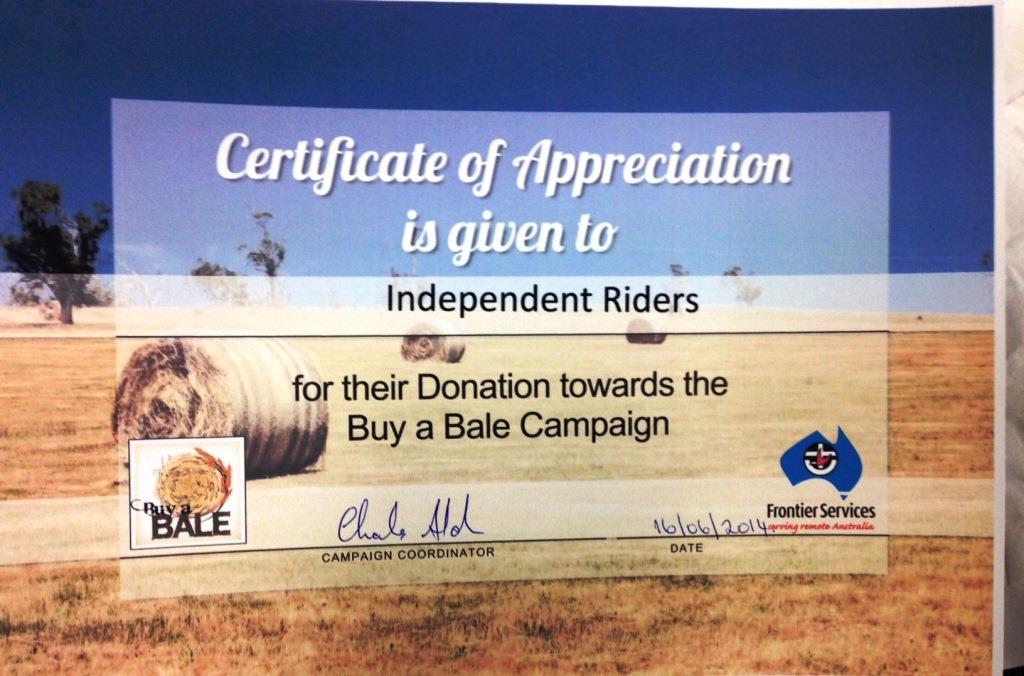 Certificate of Appreciation
is given to
Independent Riders
for their Donation towards the
Buy a Bale Campaign
Buy a
BALE
CAMPAIGN COORDINATOR
16/06/2014
DATE
Frontier Services
serving remote Australia